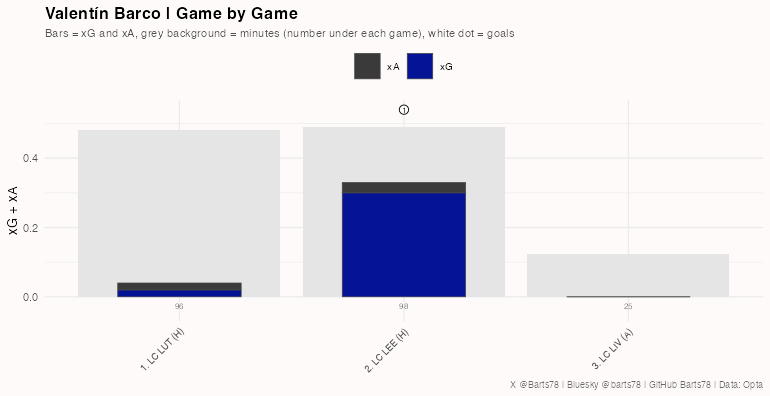 Valentín Barco | Game by Game
Bars = xG and xA, grey background = minutes (number under each game), white dot = goals
xA xG
1
xG + xA
0.4
0.2
0.0
96 98 25
1. LC LUT (H) 2. LC LEE (H) 3. LC LIV (A)
X @Barts78 | Bluesky @barts78 | GitHub Barts78 | Data: Opta